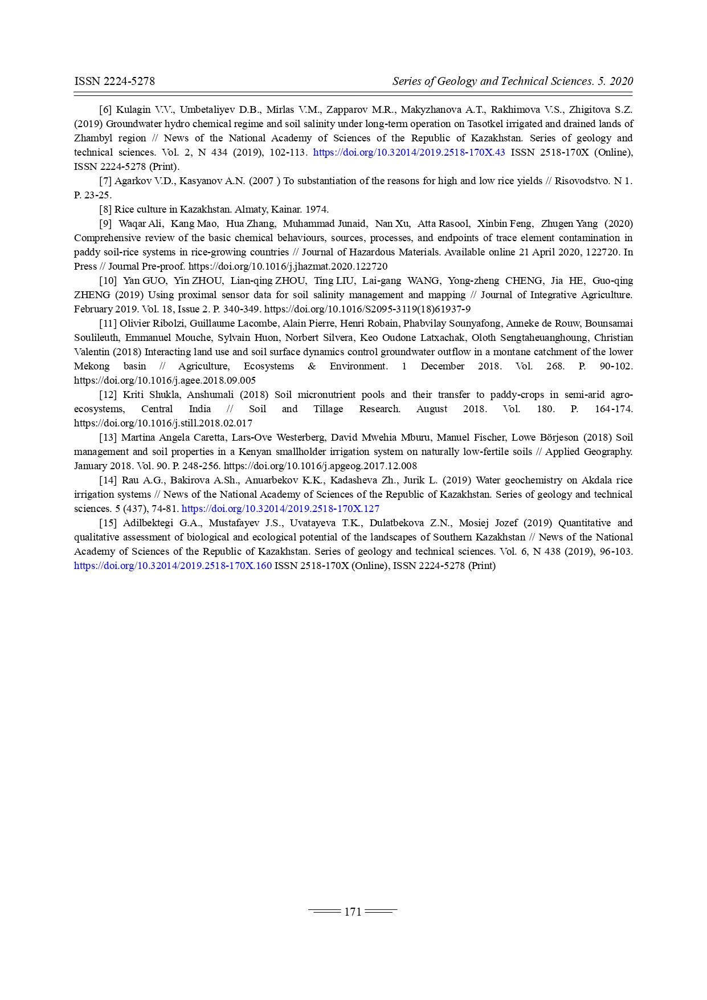 ISSN 2224-5278 Series of Geology and Technical Sciences. 5. 2020
[6] Kulagin V.V., Umbetaliyev D.B., Mirlas V.M., Zapparov M.R., Makyzhanova A.T., Rakhimova V.S., Zhigitova S.Z.
(2019) Groundwater hydro chemical regime and soil salinity under long-term operation on Tasotkel irrigated and drained lands of
Zhambyl region // News of the National Academy of Sciences of the Republic of Kazakhstan. Series of geology and
technical sciences. Vol. 2, N 434 (2019), 102-113. https://doi.org/10.32014/2019.2518-170X.43 ISSN 2518-170X (Online),
ISSN 2224-5278 (Print).
[7] Agarkov V.D., Kasyanov A.N. (2007 ) To substantiation of the reasons for high and low rice yields // Risovodstvo. N 1.
P. 23-25.
[8] Rice culture in Kazakhstan. Almaty, Kainar. 1974.
[9] Waqar Ali, Kang Mao, Hua Zhang, Muhammad Junaid, Nan Xu, Atta Rasool, Xinbin Feng, Zhugen Yang (2020)
Comprehensive review of the basic chemical behaviours, sources, processes, and endpoints of trace element contamination in
paddy soil-rice systems in rice-growing countries // Journal of Hazardous Materials. Available online 21 April 2020, 122720. In
Press // Journal Pre-proof. https://doi.org/10.1016/j.jhazmat.2020.122720
[10] Yan GUO, Yin ZHOU, Lian-qing ZHOU, Ting LIU, Lai-gang WANG, Yong-zheng CHENG, Jia HE, Guo-qing
ZHENG (2019) Using proximal sensor data for soil salinity management and mapping // Journal of Integrative Agriculture.
February 2019. Vol. 18, Issue 2. P. 340-349. https://doi.org/10.1016/S2095-3119(18)61937-9
[11] Olivier Ribolzi, Guillaume Lacombe, Alain Pierre, Henri Robain, Phabvilay Sounyafong, Anneke de Rouw, Bounsamai
Soulileuth, Emmanuel Mouche, Sylvain Huon, Norbert Silvera, Keo Oudone Latxachak, Oloth Sengtaheuanghoung, Christian
Valentin (2018) Interacting land use and soil surface dynamics control groundwater outflow in a montane catchment of the lower
Mekong basin // Agriculture, Ecosystems & Environment. 1 December 2018. Vol. 268. P. 90-102.
https://doi.org/10.1016/j.agee.2018.09.005
[12] Kriti Shukla, Anshumali (2018) Soil micronutrient pools and their transfer to paddy-crops in semi-arid agro-
ecosystems, Central India // Soil and Tillage Research. August 2018. Vol. 180. P. 164-174.
https://doi.org/10.1016/j.still.2018.02.017
[13] Martina Angela Caretta, Lars-Ove Westerberg, David Mwehia Mburu, Manuel Fischer, Lowe Börjeson (2018) Soil
management and soil properties in a Kenyan smallholder irrigation system on naturally low-fertile soils // Applied Geography.
January 2018. Vol. 90. P. 248-256. https://doi.org/10.1016/j.apgeog.2017.12.008
[14] Rau A.G., Bakirova A.Sh., Anuarbekov K.K., Kadasheva Zh., Jurik L. (2019) Water geochemistry on Akdala rice
irrigation systems // News of the National Academy of Sciences of the Republic of Kazakhstan. Series of geology and technical
sciences. 5 (437), 74-81. https://doi.org/10.32014/2019.2518-170X.127
[15] Adilbektegi G.A., Mustafayev J.S., Uvatayeva T.K., Dulatbekova Z.N., Mosiej Jozef (2019) Quantitative and
qualitative assessment of biological and ecological potential of the landscapes of Southern Kazakhstan // News of the National
Academy of Sciences of the Republic of Kazakhstan. Series of geology and technical sciences. Vol. 6, N 438 (2019), 96-103.
https://doi.org/10.32014/2019.2518-170X.160 ISSN 2518-170X (Online), ISSN 2224-5278 (Print)
171